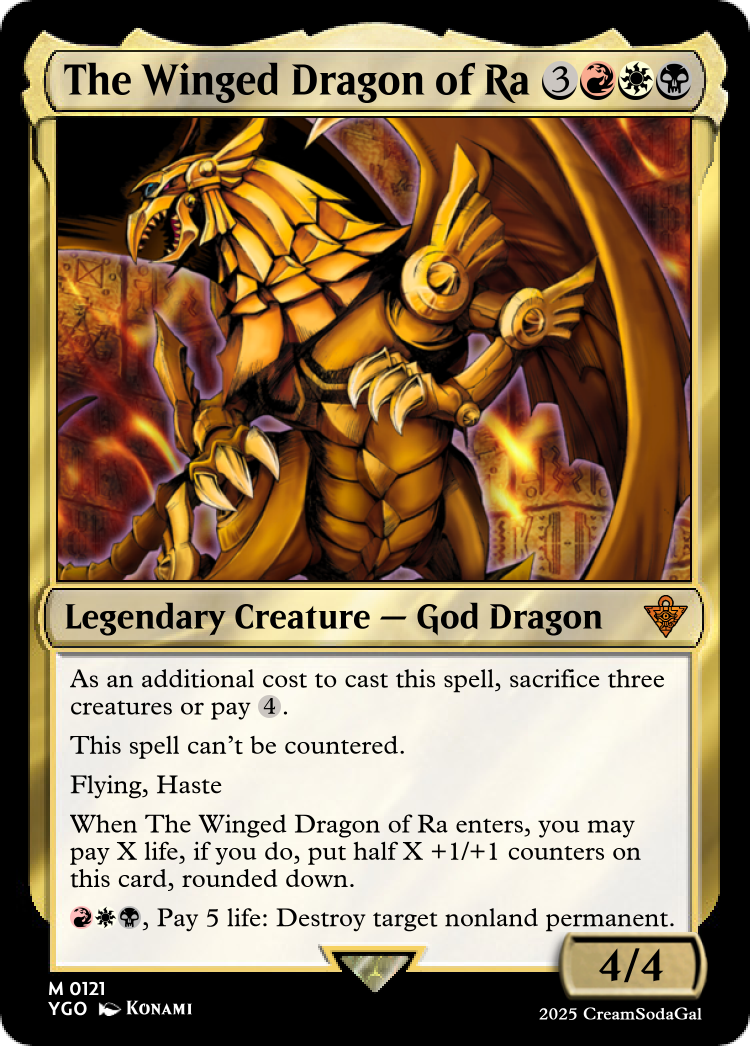 The Winged Dragon of Ra 3
Legendary Creature — God Dragon
As an additional cost to cast this spell, sacrifice three
creatures or pay 4.
This spell can't be countered.
Flying, Haste
When The Winged Dragon of Ra enters, you may
pay X life, if you do, put half X +1/+1 counters on
this card, rounded down.
, Pay 5 life: Destroy target nonland permanent.
4/4
M 0121
YGO KONAMI
2025 CreamSodaGal